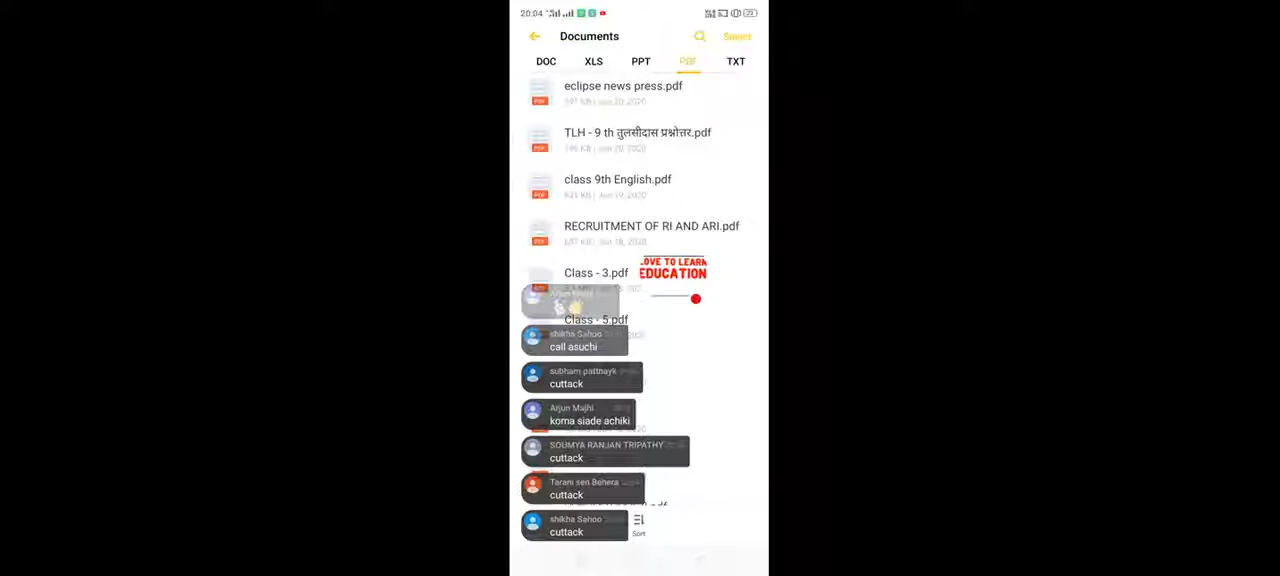 20:04
Documents
Select
DOC XLS PPT PDF TXT
eclipse news press.pdf
TLH - 9 th तुलसीदास प्रश्नोत्तर.pdf
class 9th English.pdf
RECRUITMENT OF RI AND ARI.pdf
Class - 3.pdf
LOVE TO LEARN
EDUCATION
Class - 5.pdf
shikha Sahoo
call asuchi
subham pattnayk
cuttack
Arjun Majhi
koma siade achiki
SOUMYA RANJAN TRIPATHY
cuttack
Tarani sen Behera
cuttack
shikha Sahoo
cuttack
Sort